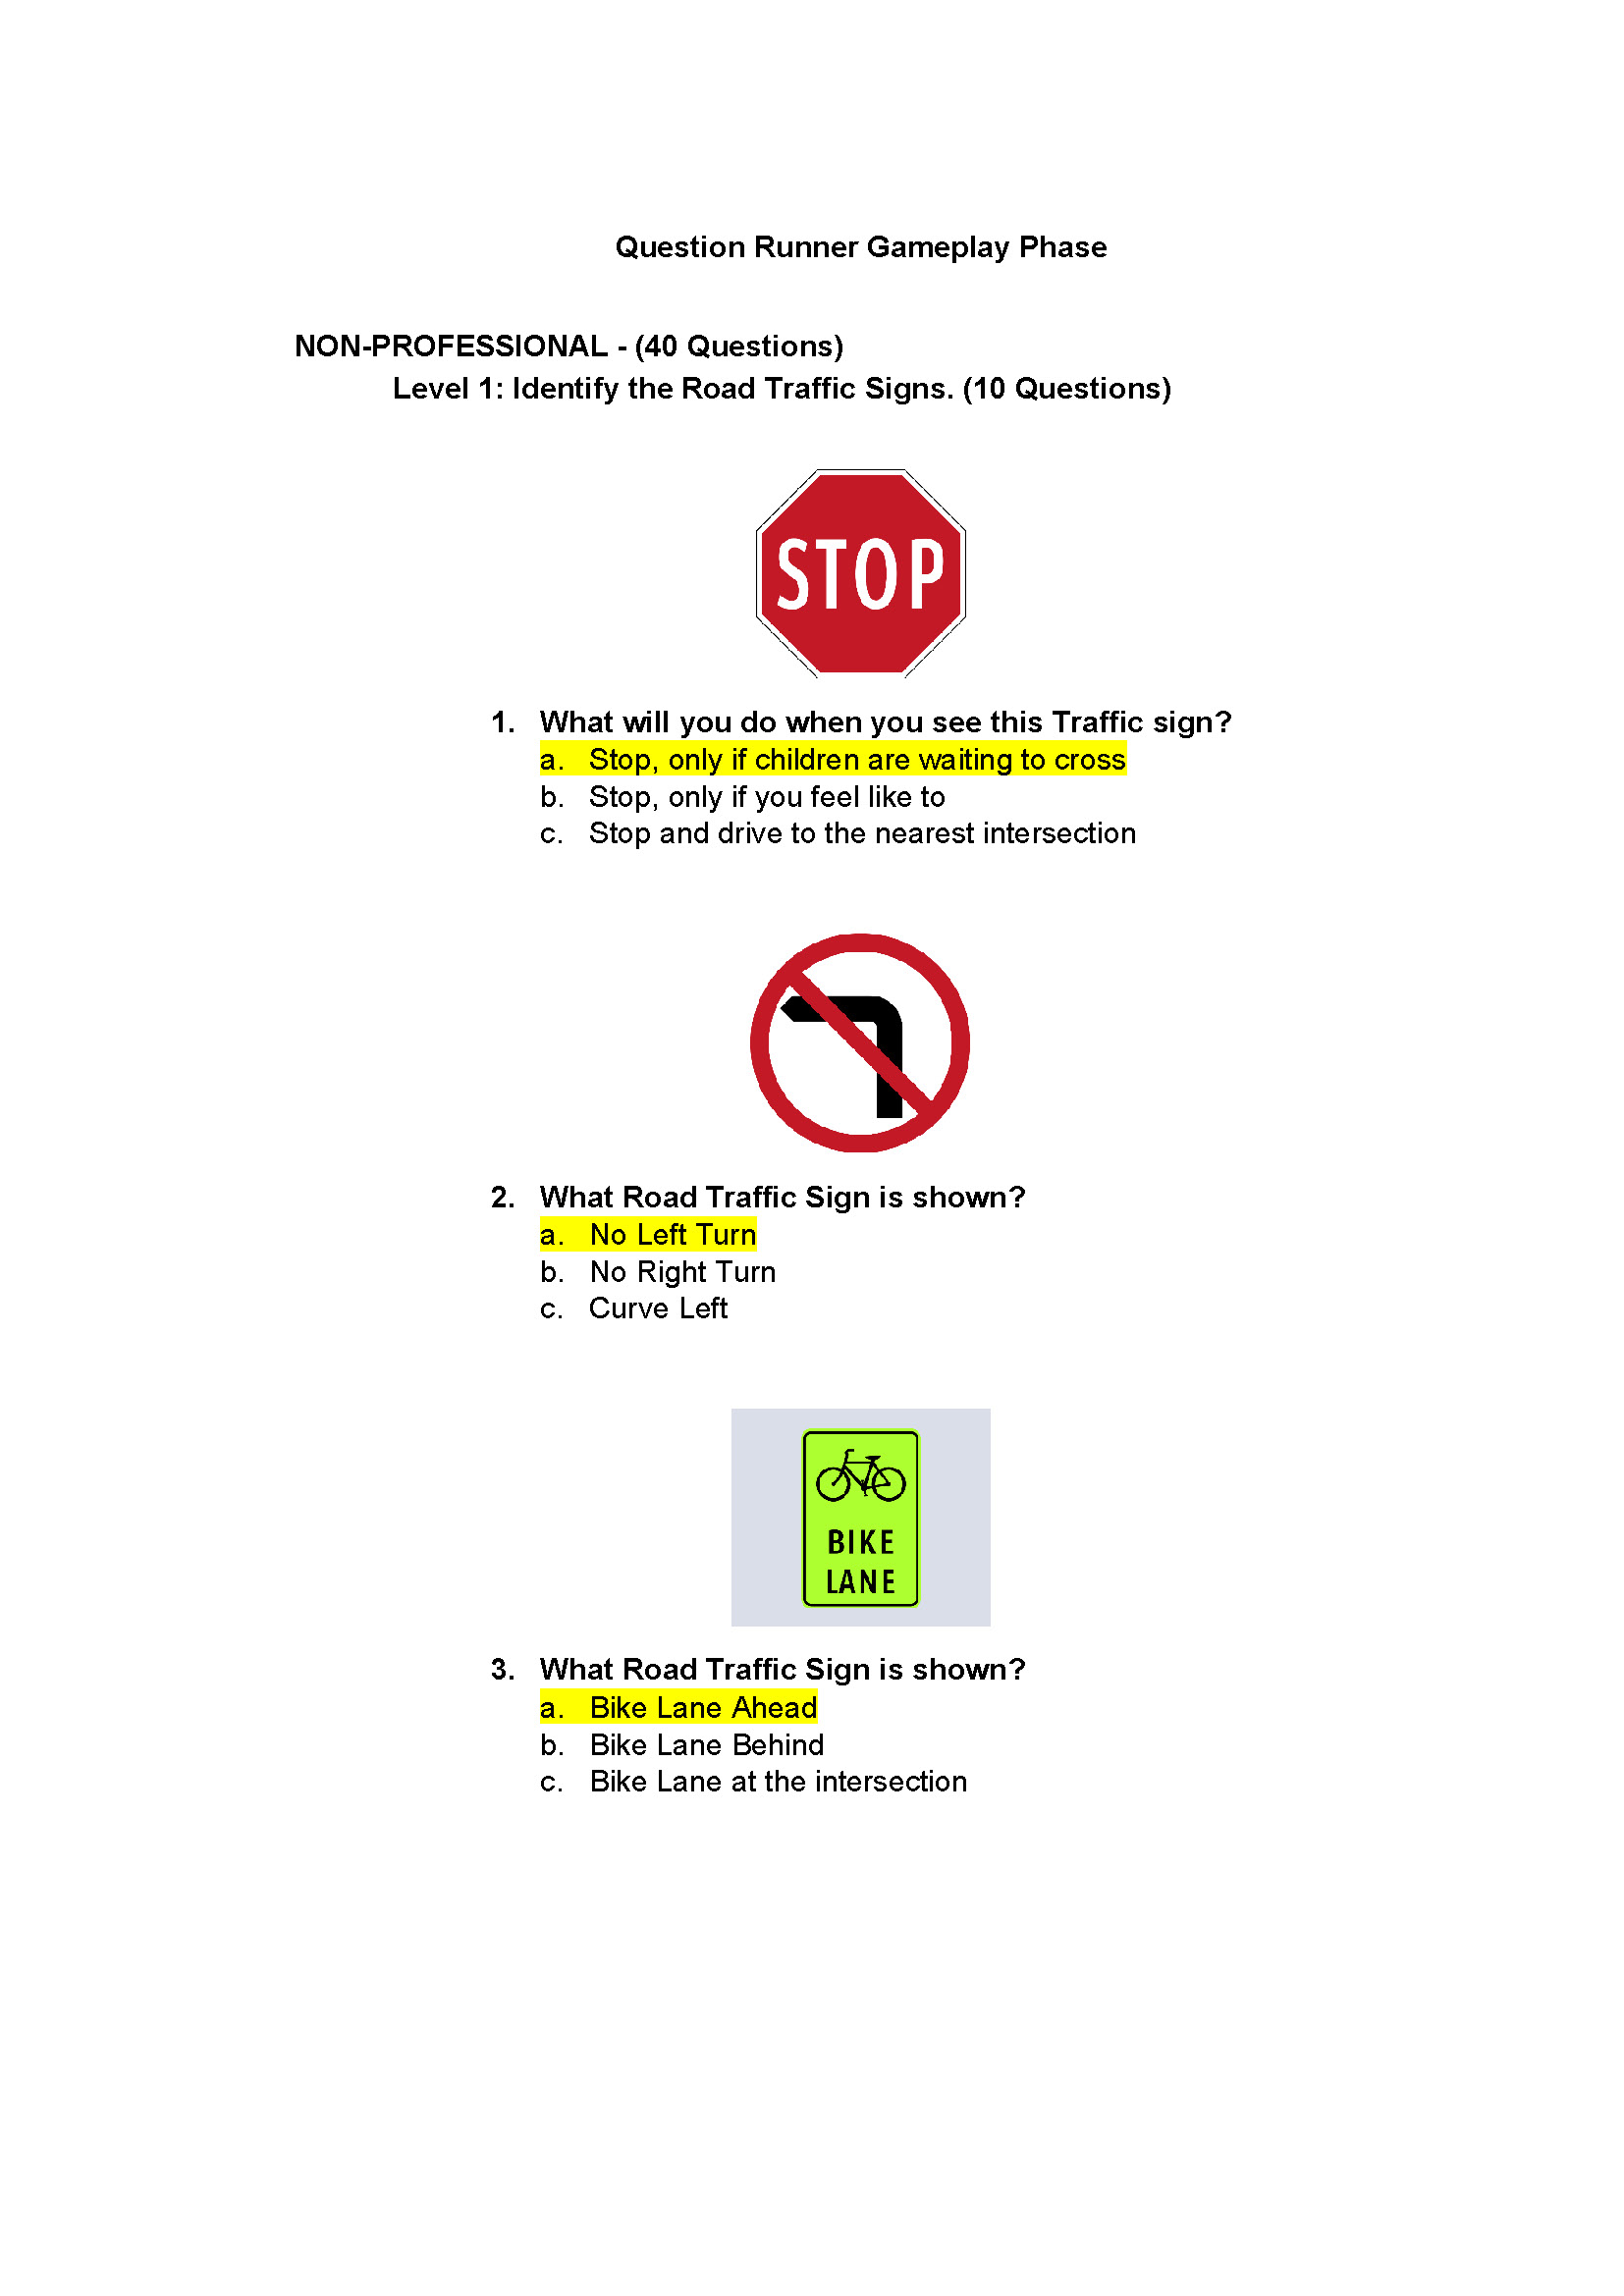 Question Runner Gameplay Phase
NON-PROFESSIONAL - (40 Questions)
Level 1: Identify the Road Traffic Signs. (10 Questions)
STOP
1. What will you do when you see this Traffic sign?
a. Stop, only if children are waiting to cross
b. Stop, only if you feel like to
c. Stop and drive to the nearest intersection
2. What Road Traffic Sign is shown?
a. No Left Turn
b. No Right Turn
c. Curve Left
BIKE
LANE
3. What Road Traffic Sign is shown?
a. Bike Lane Ahead
b. Bike Lane Behind
c. Bike Lane at the intersection